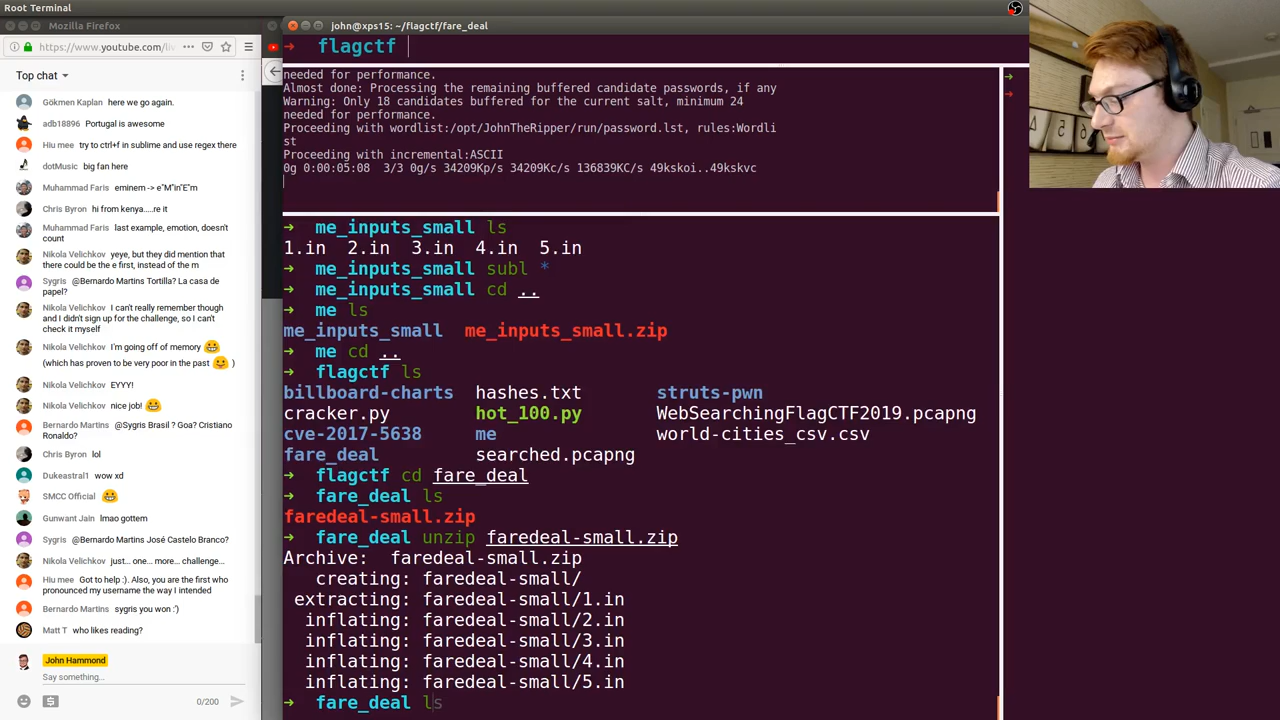 Root Terminal
Mozilla Firefox
https://www.youtube.com/li
Top chat
Gökmen Kaplan here we go again.
adb18896 Portugal is awesome
Hiu mee try to ctrl+f in sublime and use regex there
dotMusic big fan here
Muhammad Faris eminem -> e"M"in"E"m
Chris Byron hi from kenya.....re it
Muhammad Faris last example, emotion, doesn't
count
Nikola Velichkov yeye, but they did mention that
there could be the e first, instead of the m
Sygris @Bernardo Martins Tortilla? La casa de
papel?
Nikola Velichkov I can't really remember though
and I didn't sign up for the challenge, so I can't
check it myself
Nikola Velichkov I'm going off of memory
(which has proven to be very poor in the past )
Nikola Velichkov EYYY!
Nikola Velichkov nice job!
Bernardo Martins @Sygris Brasil ? Goa? Cristiano
Ronaldo?
Chris Byron lol
Dukeastral1 wow xd
SMCC Official
Gunwant Jain lmao gottem
Sygris @Bernardo Martins José Castelo Branco?
Nikola Velichkov just... one... more... challenge...
Hiu mee Got to help :). Also, you are the first who
pronounced my username the way I intended
Bernardo Martins sygris you won :')
Matt T who likes reading?
John Hammond
Say something...
0/200
john@xps15: ~/flagctf/fare_deal
➜ flagctf
needed for performance.
Almost done: Processing the remaining buffered candidate passwords, if any
Warning: Only 18 candidates buffered for the current salt, minimum 24
needed for performance.
Proceeding with wordlist:/opt/JohnTheRipper/run/password.lst, rules:Wordli
st
Proceeding with incremental:ASCII
0g 0:00:05:08 3/3 0g/s 34209Kp/s 34209Kc/s 136839KC/s 49kskoi..49kskvc
➜ me_inputs_small ls
1.in 2.in 3.in 4.in 5.in
➜ me_inputs_small subl *
➜ me_inputs_small cd ..
➜ me ls
me_inputs_small me_inputs_small.zip
➜ me cd ..
➜ flagctf ls
billboard-charts hashes.txt struts-pwn
cracker.py hot_100.py WebSearchingFlagCTF2019.pcapng
cve-2017-5638 me world-cities_csv.csv
fare_deal searched.pcapng
➜ flagctf cd fare_deal
➜ fare_deal ls
faredeal-small.zip
➜ fare_deal unzip faredeal-small.zip
Archive: faredeal-small.zip
creating: faredeal-small/
extracting: faredeal-small/1.in
inflating: faredeal-small/2.in
inflating: faredeal-small/3.in
inflating: faredeal-small/4.in
inflating: faredeal-small/5.in
➜ fare_deal ls